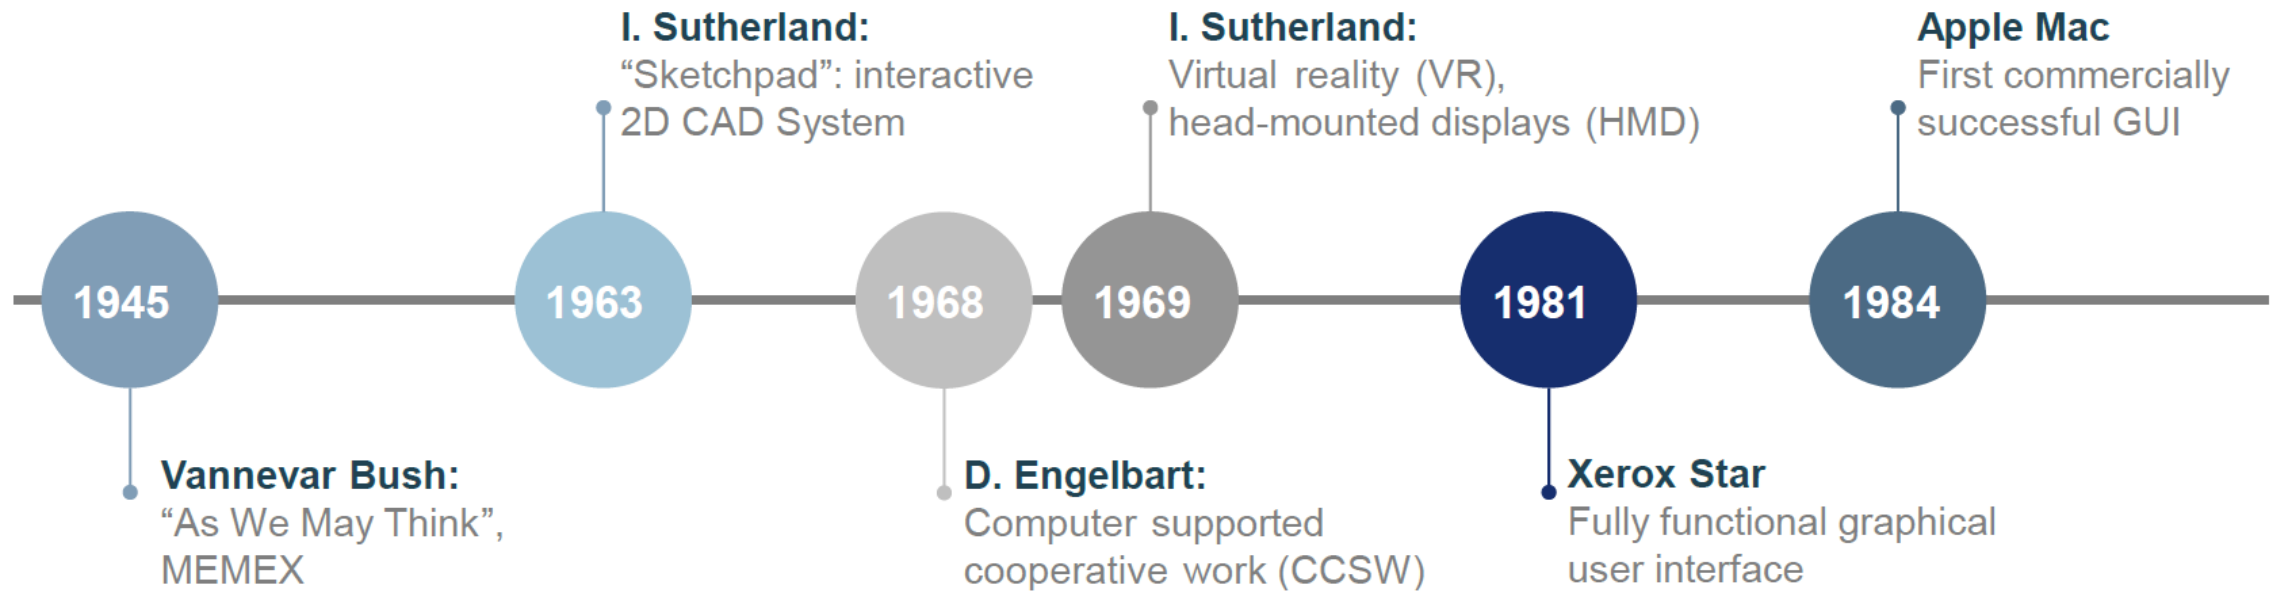 I. Sutherland:
“Sketchpad”: interactive
2D CAD System
I. Sutherland:
Virtual reality (VR),
head-mounted displays (HMD)
Apple Mac
First commercially
successful GUI
1945
1963
1968
1969
1981
1984
Vannevar Bush:
“As We May Think”,
MEMEX
D. Engelbart:
Computer supported
cooperative work (CCSW)
Xerox Star
Fully functional graphical
user interface